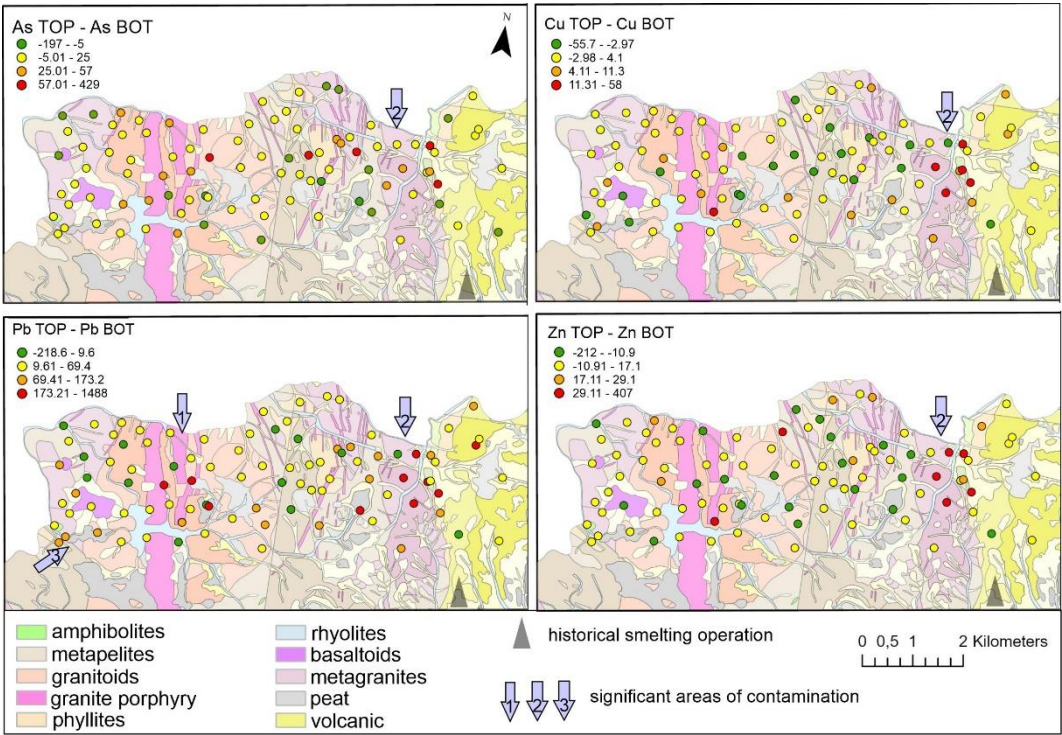 As TOP - As BOT
-197 - -5
-5.01 - 25
25.01 - 57
57.01 - 429
N
2
Cu TOP - Cu BOT
-55.7 - -2.97
-2.98 - 4.1
4.11 - 11.3
11.31 - 58
2
Pb TOP - Pb BOT
-218.6 - 9.6
9.61 - 69.4
69.41 - 173.2
173.21 - 1488
1
2
3
Zn TOP - Zn BOT
-212 - -10.9
-10.91 - 17.1
17.11 - 29.1
29.11 - 407
2
amphibolites
metapelites
granitoids
granite porphyry
phyllites
rhyolites
basaltoids
metagranites
peat
volcanic
historical smelting operation
0 0,5 1 2 Kilometers
1 2 3 significant areas of contamination